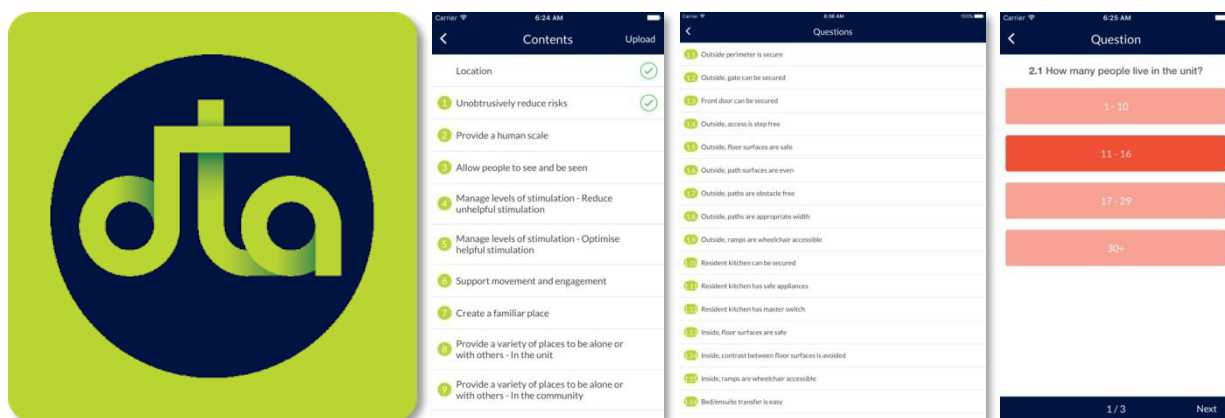 dta
Carrier 6:24 AM
Contents Upload
Location
1 Unobtrusively reduce risks
2 Provide a human scale
3 Allow people to see and be seen
4 Manage levels of stimulation - Reduce
unhelpful stimulation
5 Manage levels of stimulation - Optimise
helpful stimulation
6 Support movement and engagement
7 Create a familiar place
8 Provide a variety of places to be alone or
with others - In the unit
9 Provide a variety of places to be alone or
with others - In the community
Carrier 6:36 AM 100%
Questions
1.1 Outside perimeter is secure
1.2 Outside, gate can be secured
1.3 Front door can be secured
1.4 Outside, access is step free
1.5 Outside, floor surfaces are safe
1.6 Outside, path surfaces are even
1.7 Outside, paths are obstacle free
1.8 Outside, paths are appropriate width
1.9 Outside, ramps are wheelchair accessible
1.10 Resident kitchen can be secured
1.11 Resident kitchen has safe appliances
1.12 Resident kitchen has master switch
1.13 Inside, floor surfaces are safe
1.14 Inside, contrast between floor surfaces is avoided
1.15 Inside, ramps are wheelchair accessible
1.16 Bed/ensuite transfer is easy
Carrier 6:25 AM
Question
2.1 How many people live in the unit?
1 - 10
11 - 16
17 - 29
30+
1 / 3 Next